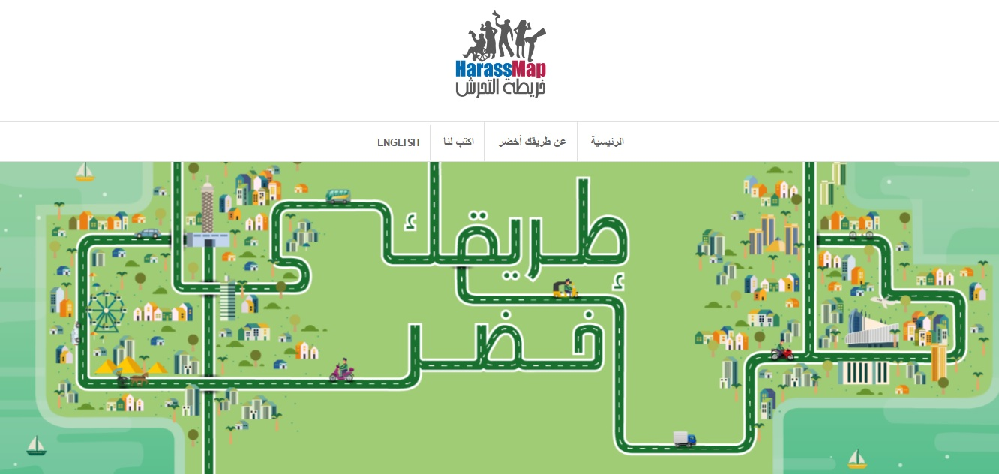 HarassMap
خريطة التحرش
الرئيسية
عن طريقك أخضر
اكتب لنا
ENGLISH
طريقك
أخضر